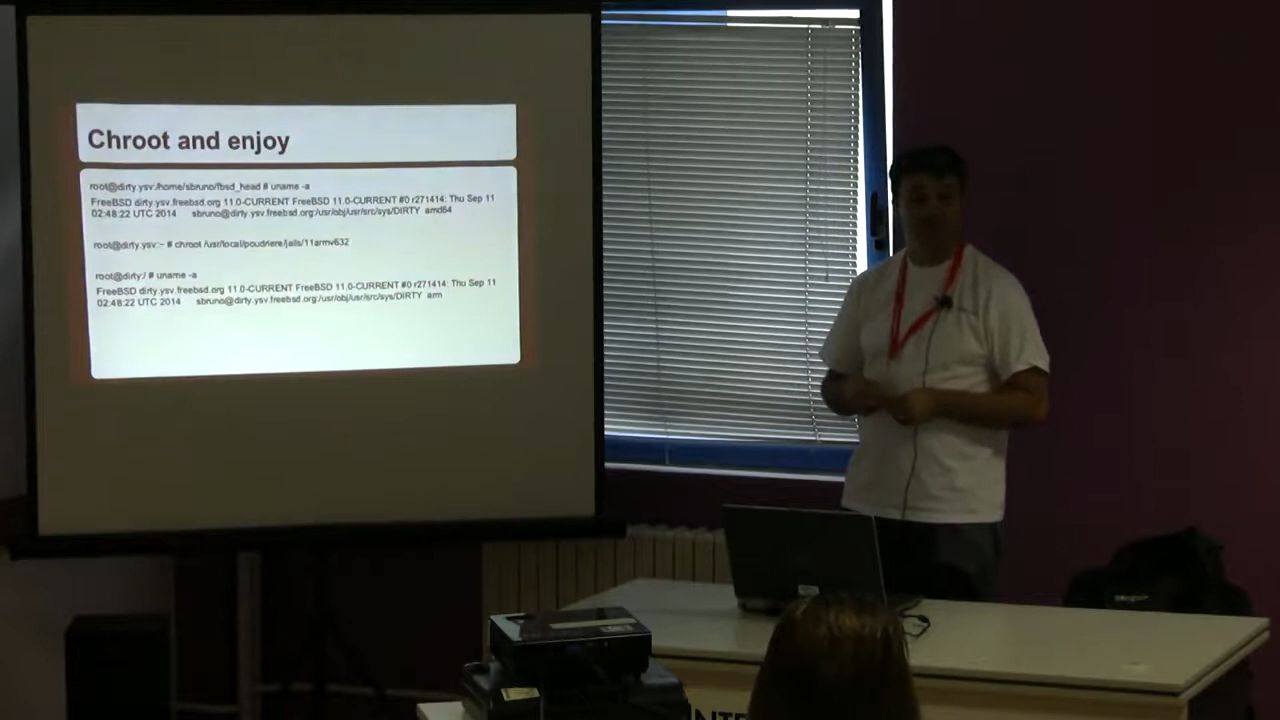 Chroot and enjoy
root@dirty.ysv:/home/sbruno/fbsd_head # uname -a
FreeBSD dirty.ysv.freebsd.org 11.0-CURRENT FreeBSD 11.0-CURRENT #0 r271414: Thu Sep 11
02:48:22 UTC 2014 sbruno@dirty.ysv.freebsd.org:/usr/obj/usr/src/sys/DIRTY amd64
root@dirty.ysv:~ # chroot /usr/local/poudriere/jails/11armv632
root@dirty:/ # uname -a
FreeBSD dirty.ysv.freebsd.org 11.0-CURRENT FreeBSD 11.0-CURRENT #0 r271414: Thu Sep 11
02:48:22 UTC 2014 sbruno@dirty.ysv.freebsd.org:/usr/obj/usr/src/sys/DIRTY arm